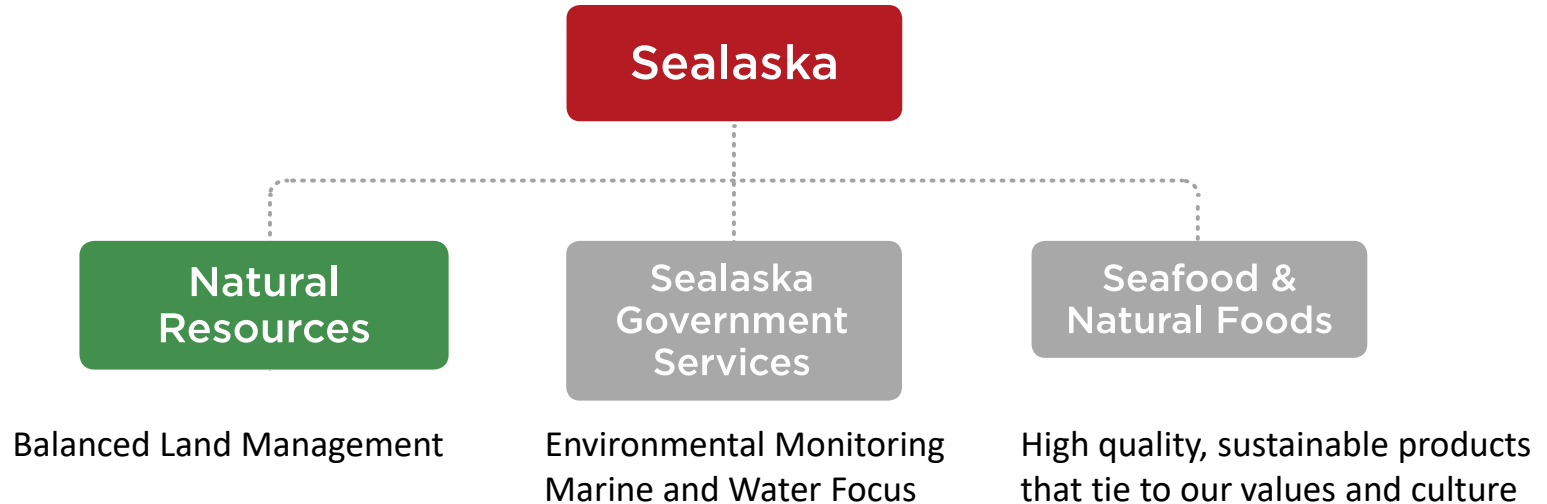 Sealaska
Natural
Resources
Sealaska
Government
Services
Seafood &
Natural Foods
Balanced Land Management
Environmental Monitoring
Marine and Water Focus
High quality, sustainable products
that tie to our values and culture